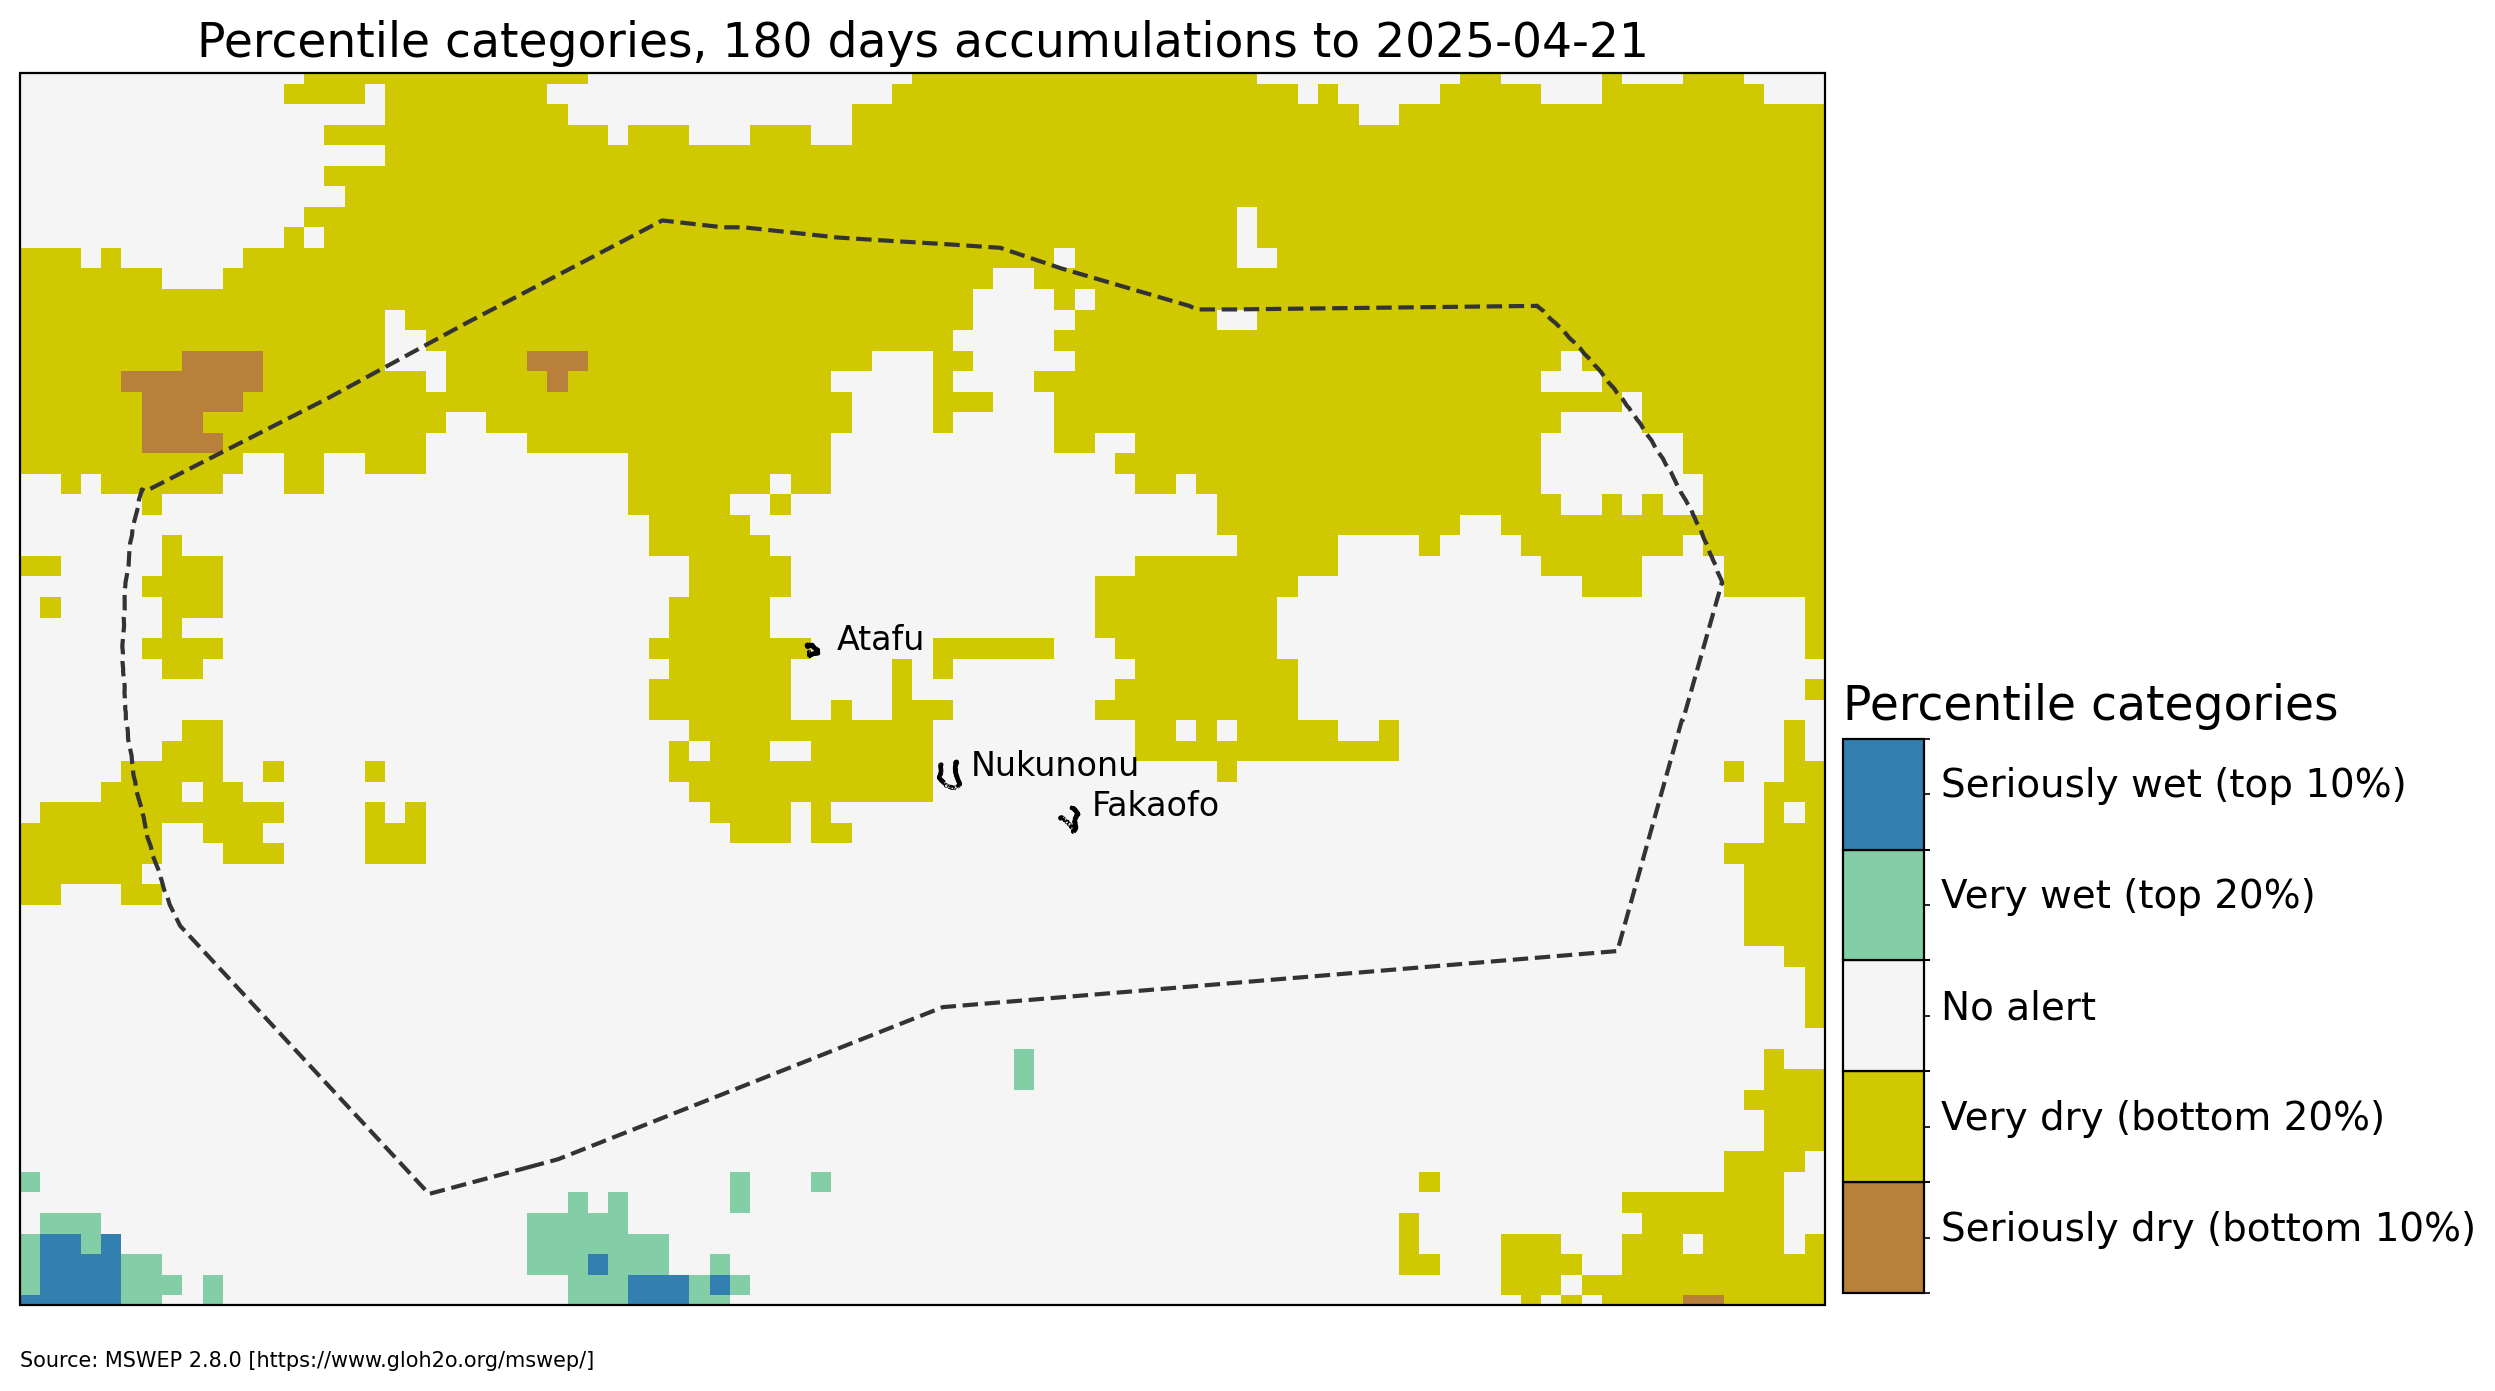 Percentile categories, 180 days accumulations to 2025-04-21
Atafu
Nukunonu
Fakaofo
Percentile categories
Seriously wet (top 10%)
Very wet (top 20%)
No alert
Very dry (bottom 20%)
Seriously dry (bottom 10%)
Source: MSWEP 2.8.0 [https://www.gloh2o.org/mswep/]